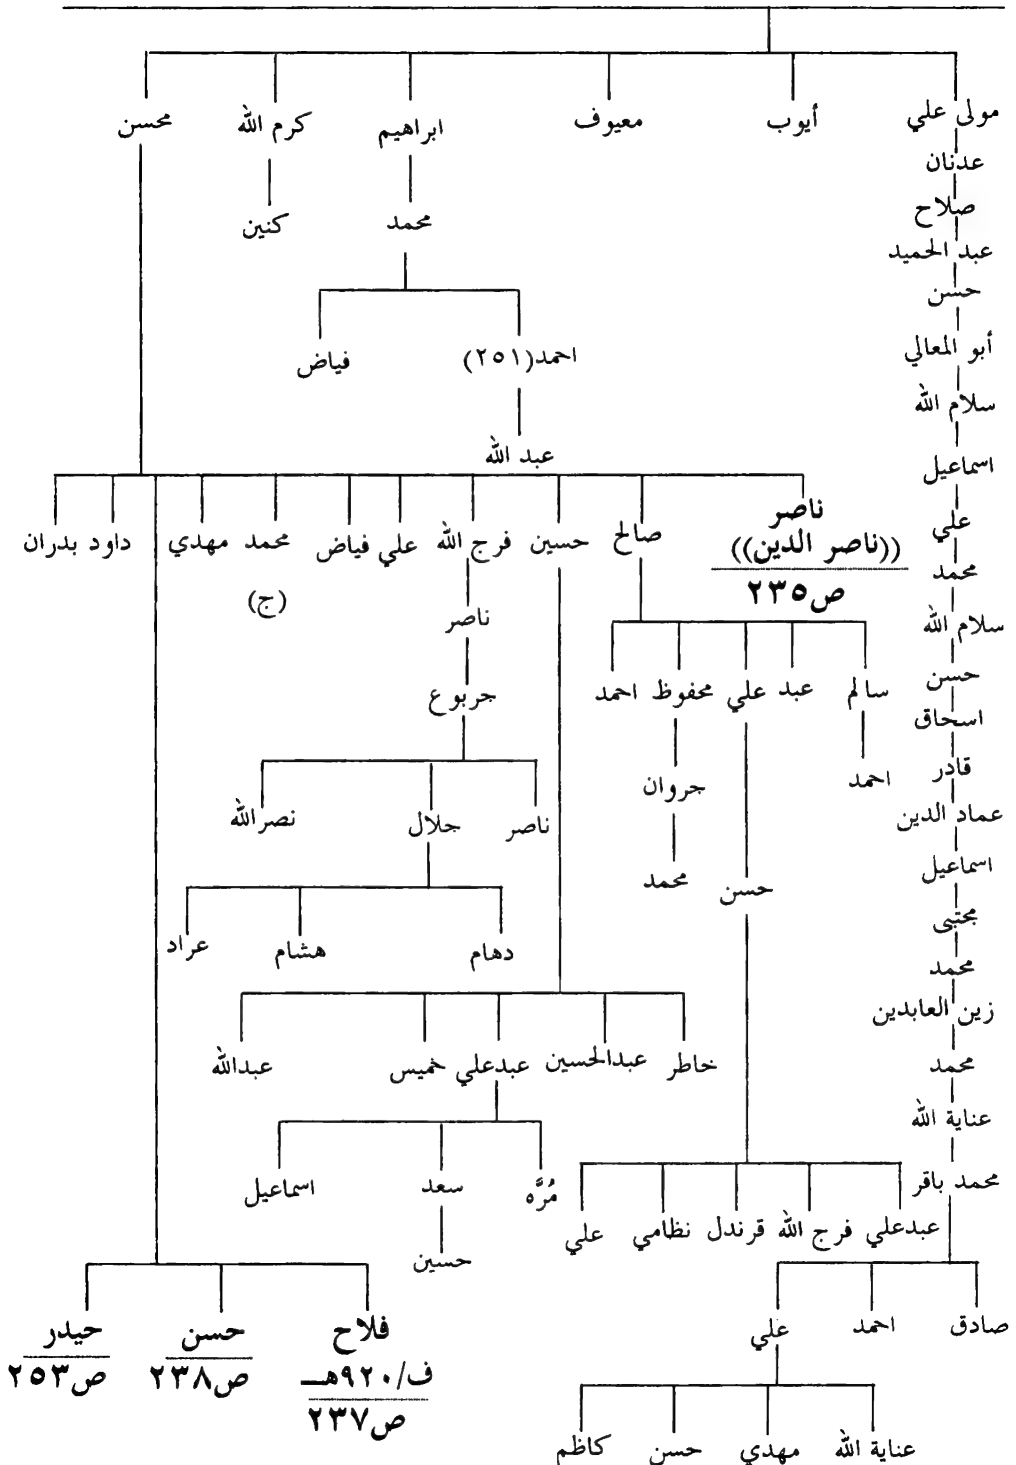 مولى علي أيوب معيوف ابراهيم كرم الله محسن
عدنان
صلاح
محمد كنين
عبد الحميد
حسن
أبو المعالي
احمد (٢٥١) فياض
سلام الله
عبد الله
اسماعيل
ناصر
((ناصر الدين))
ص٢٣٥
صالح حسين فرج الله علي فياض محمد مهدي داود بدران
(ج)
علي
محمد
سلام الله
ناصر
حسن
سالم عبد علي محفوظ احمد
جربوع
اسحاق
قادر
احمد جروان
عماد الدين
ناصر جلال نصرالله
اسماعيل
حسن محمد
مجتبى
دهام هشام عراد
محمد
زين العابدين
محمد
خاطر عبدالحسين عبدعلي خميس عبدالله
عناية الله
محمد باقر
مُرَّه سعد اسماعيل
عبدعلي فرج الله قرندل نظامي علي
حسين
صادق احمد علي
فلاح
ف/٩٢٠هـ
ص٢٣٧
حسن
ص٢٣٨
حيدر
ص٢٥٣
عناية الله مهدي حسن كاظم